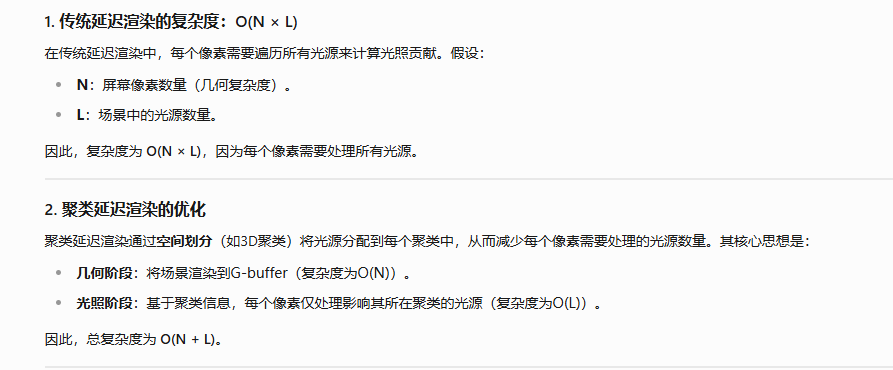 1. 传统延迟渲染的复杂度：O(N × L)
在传统延迟渲染中，每个像素需要遍历所有光源来计算光照贡献。假设：
N：屏幕像素数量（几何复杂度）。
L：场景中的光源数量。
因此，复杂度为 O(N × L)，因为每个像素需要处理所有光源。
2. 聚类延迟渲染的优化
聚类延迟渲染通过空间划分（如3D聚类）将光源分配到每个聚类中，从而减少每个像素需要处理的光源数量。其核心思想是：
几何阶段：将场景渲染到G-buffer（复杂度为O(N)）。
光照阶段：基于聚类信息，每个像素仅处理影响其所在聚类的光源（复杂度为O(L)）。
因此，总复杂度为 O(N + L)。